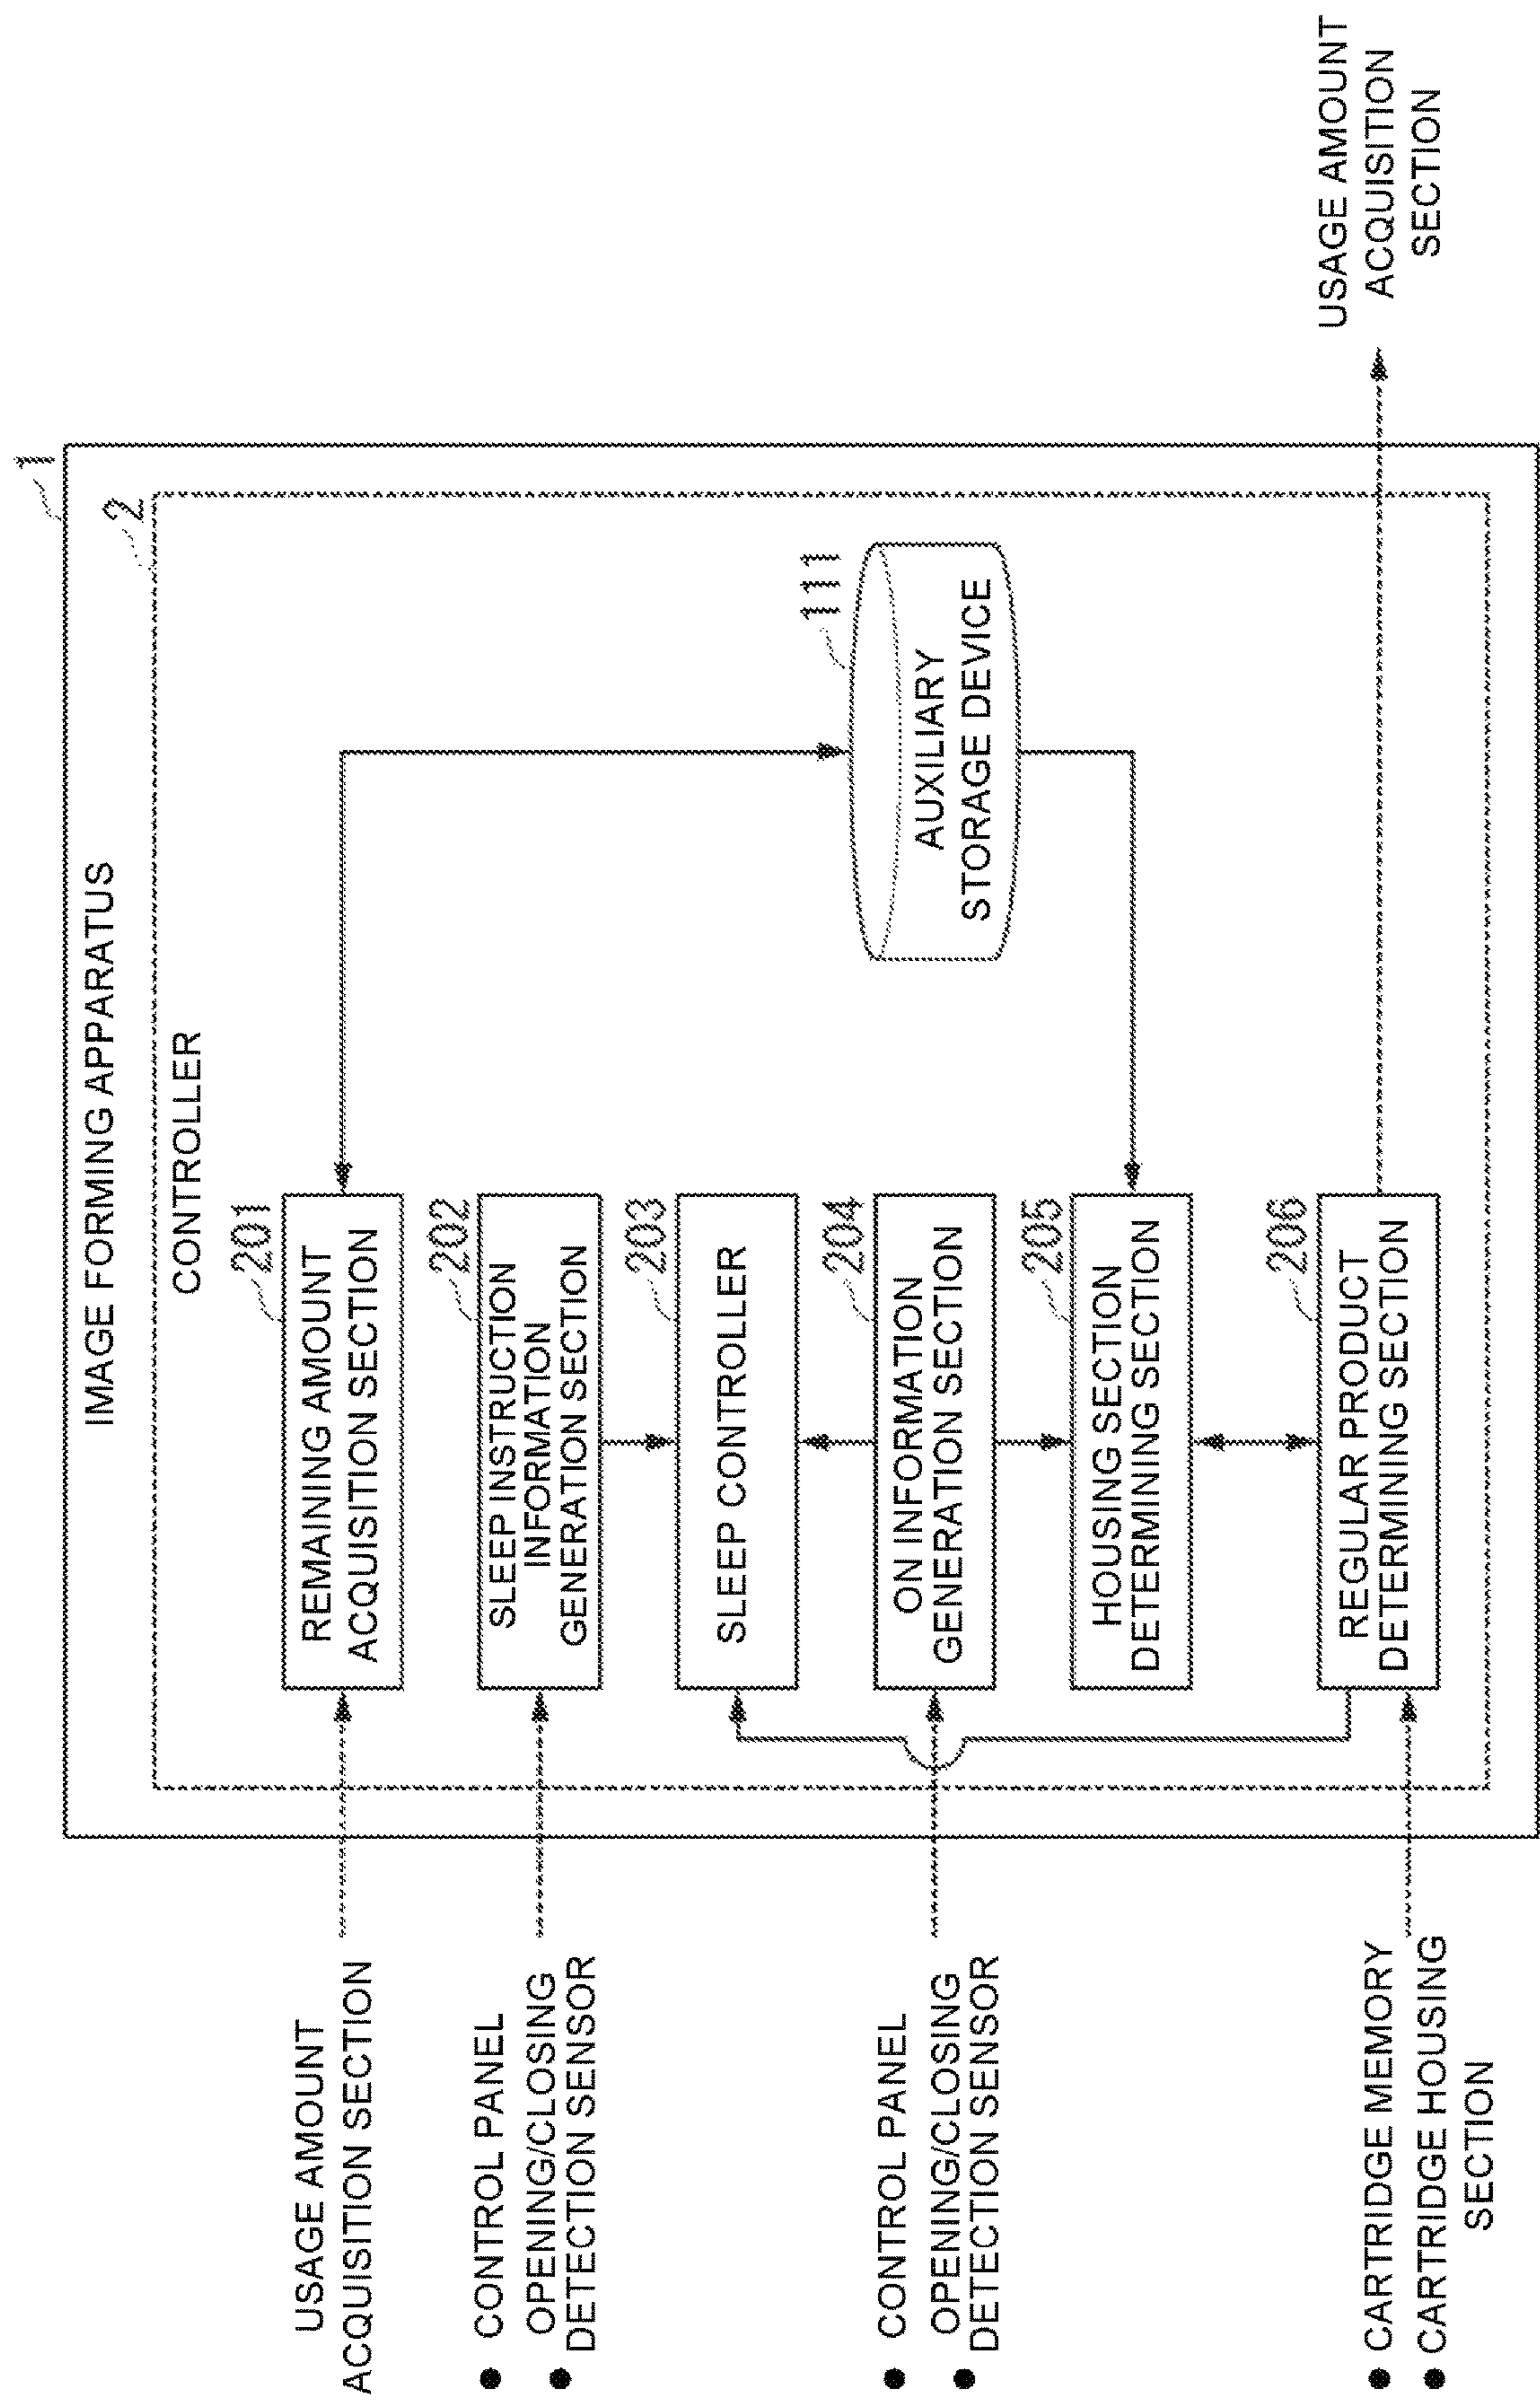 IMAGE FORMING APPARATUS
1
CONTROLLER
2
USAGE AMOUNT
ACQUISITION SECTION
201
REMAINING AMOUNT
ACQUISITION SECTION
● CONTROL PANEL
● OPENING/CLOSING
DETECTION SENSOR
202
SLEEP INSTRUCTION
INFORMATION
GENERATION SECTION
203
SLEEP CONTROLLER
111
AUXILIARY
STORAGE DEVICE
● CONTROL PANEL
● OPENING/CLOSING
DETECTION SENSOR
204
ON INFORMATION
GENERATION SECTION
205
HOUSING SECTION
DETERMINING SECTION
● CARTRIDGE MEMORY
● CARTRIDGE HOUSING
SECTION
206
REGULAR PRODUCT
DETERMINING SECTION
USAGE AMOUNT
ACQUISITION
SECTION